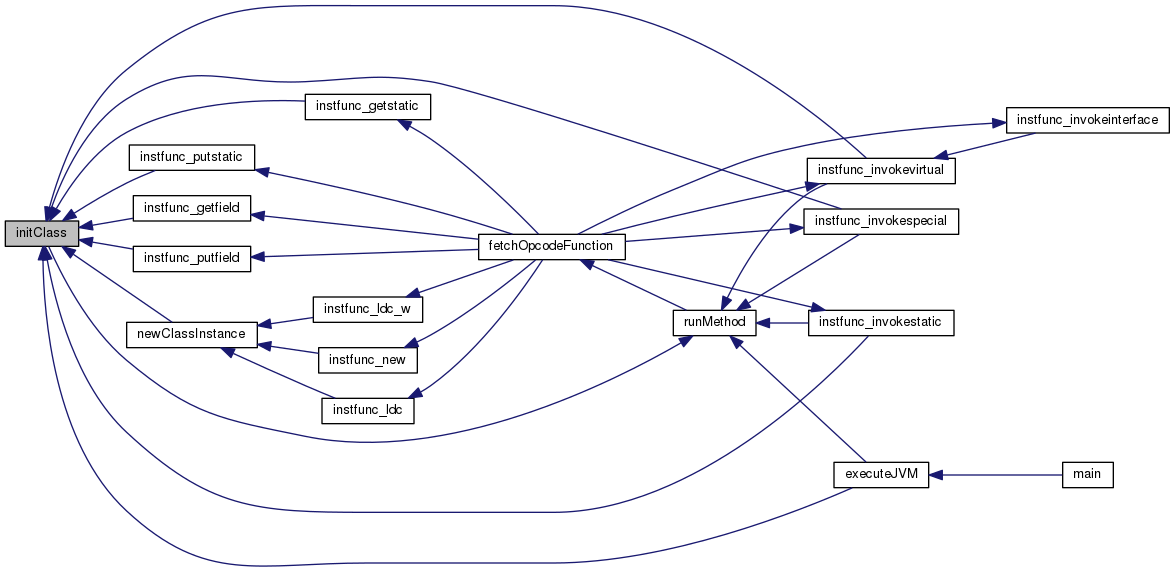 instfunc_getstatic
instfunc_invokeinterface
instfunc_putstatic
instfunc_invokevirtual
instfunc_getfield
instfunc_invokespecial
initClass
fetchOpcodeFunction
instfunc_putfield
instfunc_ldc_w
runMethod
instfunc_invokestatic
newClassInstance
instfunc_new
instfunc_ldc
executeJVM
main